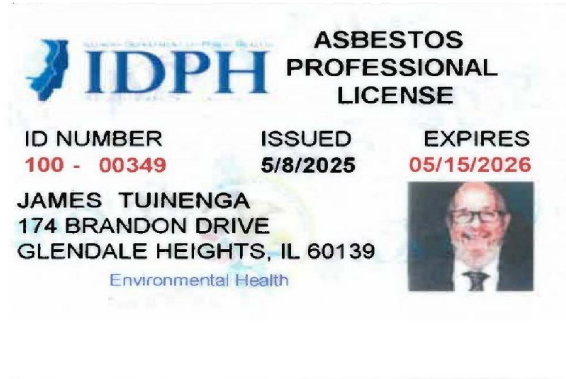 IDPH
ASBESTOS
PROFESSIONAL
LICENSE
ID NUMBER ISSUED EXPIRES
100 - 00349 5/8/2025 05/15/2026
JAMES TUINENGA
174 BRANDON DRIVE
GLENDALE HEIGHTS, IL 60139
Environmental Health